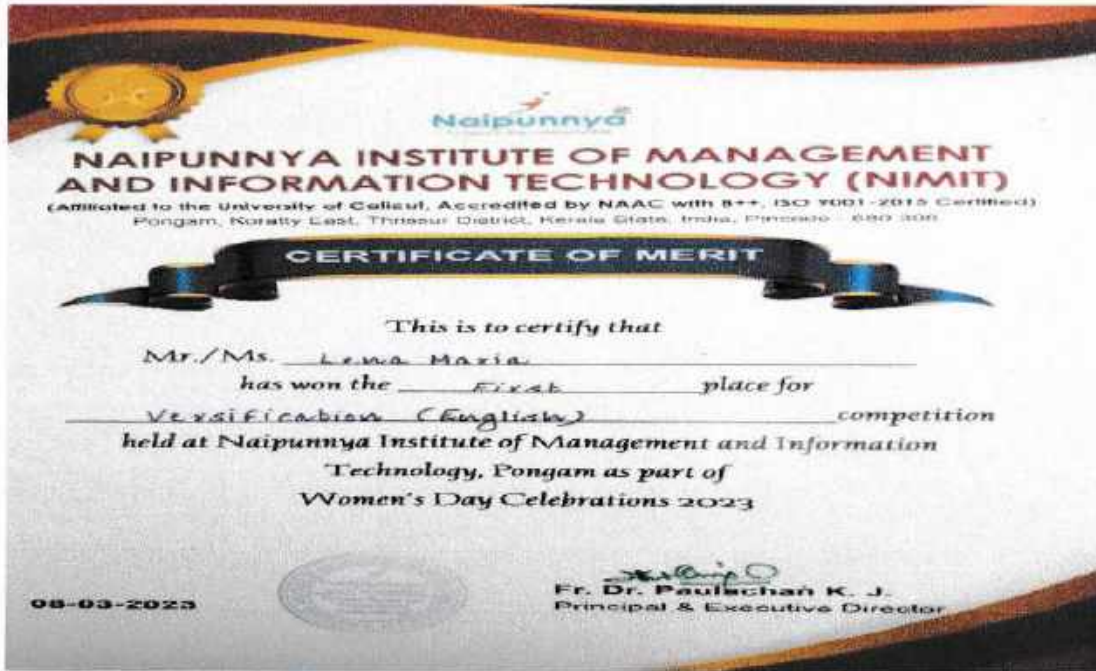 Naipunnya
NAIPUNNYA INSTITUTE OF MANAGEMENT
AND INFORMATION TECHNOLOGY (NIMIT)
(Affiliated to the University of Calicut, Accredited by NAAC with B++, ISO 9001-2015 Certified)
Pongam, Koratty East, Thrissur District, Kerala State, India, Pincode - 680 308
CERTIFICATE OF MERIT
This is to certify that
Mr./Ms. Lena Maria
has won the First place for
Versification (English) competition
held at Naipunnya Institute of Management and Information
Technology, Pongam as part of
Women's Day Celebrations 2023
08-03-2023
Fr. Dr. Paulachan K. J.
Principal & Executive Director